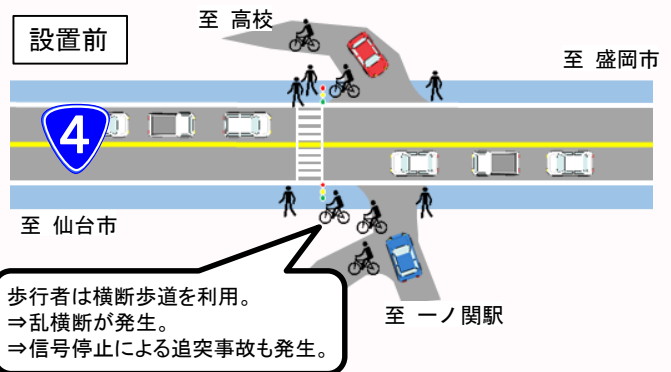 設置前
至 高校
至 盛岡市
4
至 仙台市
歩行者は横断歩道を利用。
⇒乱横断が発生。
⇒信号停止による追突事故も発生。
至 一ノ関駅